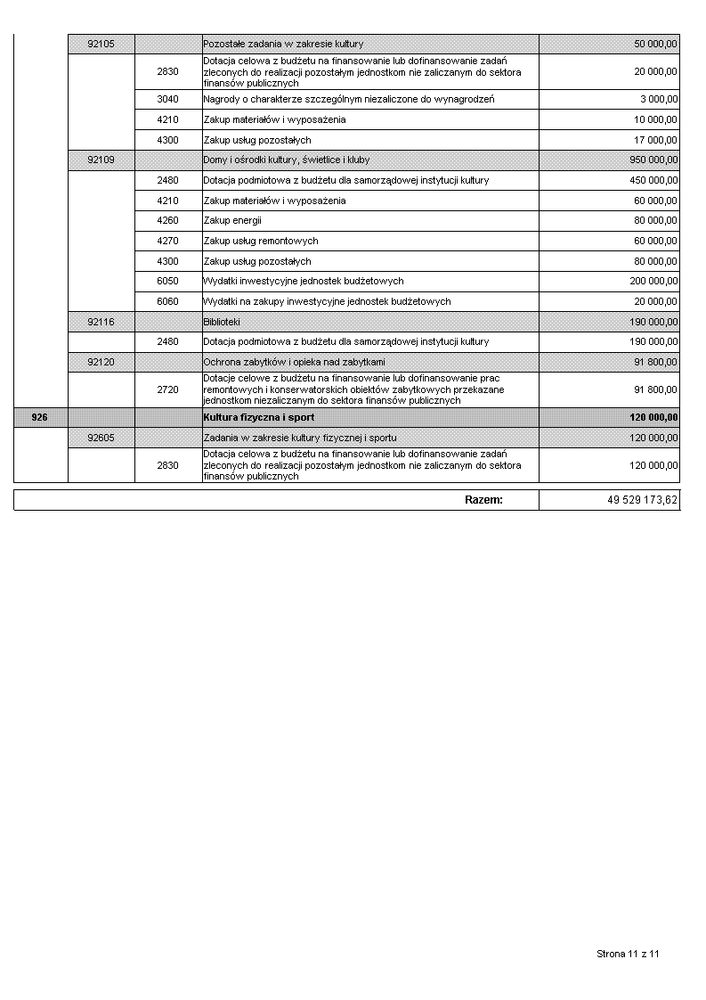 92105 Pozostałe zadania w zakresie kultury 50 000,00
Dotacja celowa z budżetu na finansowanie lub dofinansowanie zadań
2830 zleconych do realizacji pozostałym jednostkom nie zaliczanym do sektora 20 000,00
finansów publicznych
3040 Nagrody o charakterze szczególnym niezaliczone do wynagrodzeń 3 000,00
4210 Zakup materiałów i wyposażenia 10 000,00
4300 Zakup usług pozostałych 17 000,00
92109 Domy i ośrodki kultury, świetlice i kluby 950 000,00
2480 Dotacja podmiotowa z budżetu dla samorządowej instytucji kultury 450 000,00
4210 Zakup materiałów i wyposażenia 60 000,00
4260 Zakup energii 80 000,00
4270 Zakup usług remontowych 60 000,00
4300 Zakup usług pozostałych 80 000,00
6050 Wydatki inwestycyjne jednostek budżetowych 200 000,00
6060 Wydatki na zakupy inwestycyjne jednostek budżetowych 20 000,00
92116 Biblioteki 190 000,00
2480 Dotacja podmiotowa z budżetu dla samorządowej instytucji kultury 190 000,00
92120 Ochrona zabytków i opieka nad zabytkami 91 800,00
Dotacje celowe z budżetu na finansowanie lub dofinansowanie prac
2720 remontowych i konserwatorskich obiektów zabytkowych przekazane 91 800,00
jednostkom niezaliczanym do sektora finansów publicznych
926 Kultura fizyczna i sport 120 000,00
92605 Zadania w zakresie kultury fizycznej i sportu 120 000,00
Dotacja celowa z budżetu na finansowanie lub dofinansowanie zadań
2830 zleconych do realizacji pozostałym jednostkom nie zaliczanym do sektora 120 000,00
finansów publicznych
Razem: 49 529 173,62
Strona 11 z 11